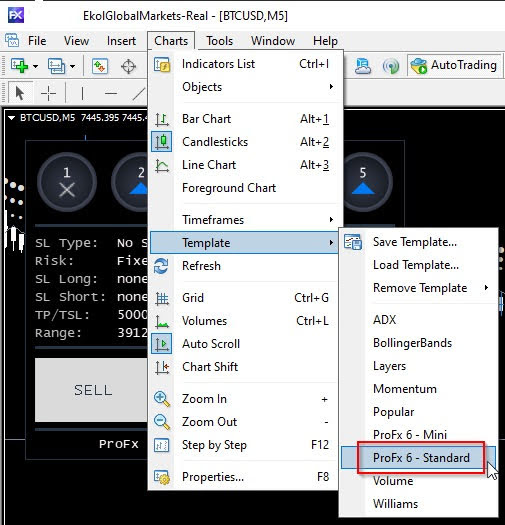 FX
EkolGlobalMarkets-Real - [BTCUSD,M5]
File View Insert Charts Tools Window Help
AutoTrading
BTCUSD,M5 7445.395 7445.4
1
5
SL Type: No S
Risk: Fixe
SL Long: none
SL Short: none
TP/TSL: 5000
Range: 3912
SELL
ProFx
Indicators List Ctrl+I
Objects
Bar Chart Alt+1
Candlesticks Alt+2
Line Chart Alt+3
Foreground Chart
Timeframes
Template
Refresh
Grid Ctrl+G
Volumes Ctrl+L
Auto Scroll
Chart Shift
Zoom In +
Zoom Out -
Step by Step F12
Properties... F8
Save Template...
Load Template...
Remove Template
ADX
BollingerBands
Layers
Momentum
Popular
ProFx 6 - Mini
ProFx 6 - Standard
Volume
Williams